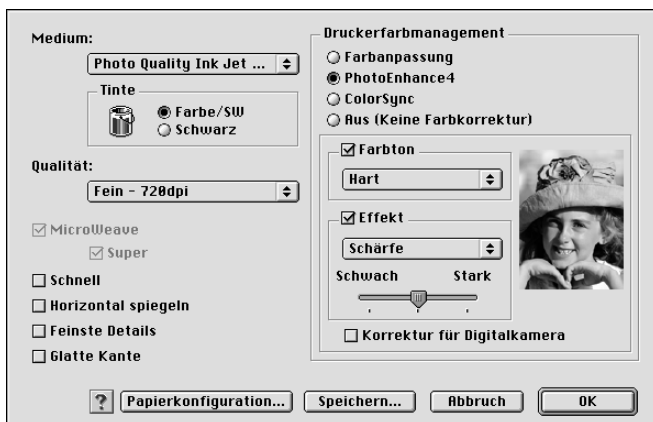 Medium:
Photo Quality Ink Jet ...
Tinte
Farbe/SW
Schwarz
Qualität:
Fein - 720dpi
MicroWeave
Super
Schnell
Horizontal spiegeln
Feinste Details
Glatte Kante
Druckerfarbmanagement
Farbanpassung
PhotoEnhance4
ColorSync
Aus (Keine Farbkorrektur)
Farbton
Hart
Effekt
Schärfe
Schwach Stark
Korrektur für Digitalkamera
? Papierkonfiguration... Speichern... Abbruch OK